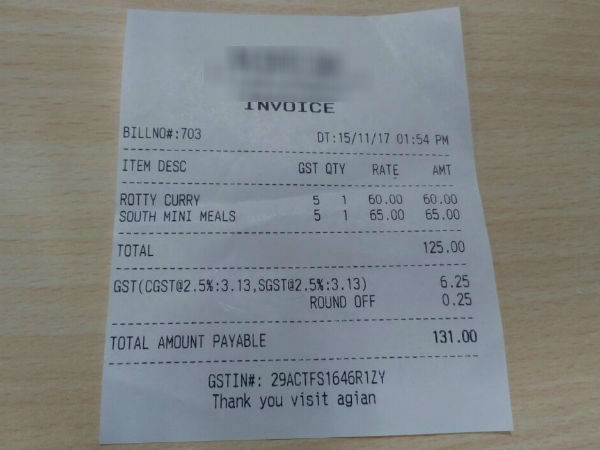 INVOICE
BILLNO#:703 DT:15/11/17 01:54 PM
ITEM DESC GST QTY RATE AMT
ROTTY CURRY 5 1 60.00 60.00
SOUTH MINI MEALS 5 1 65.00 65.00
TOTAL 125.00
GST(CGST@2.5%:3.13,SGST@2.5%:3.13) 6.25
ROUND OFF 0.25
TOTAL AMOUNT PAYABLE 131.00
GSTIN#: 29ACTFS1646R1ZY
Thank you visit agian